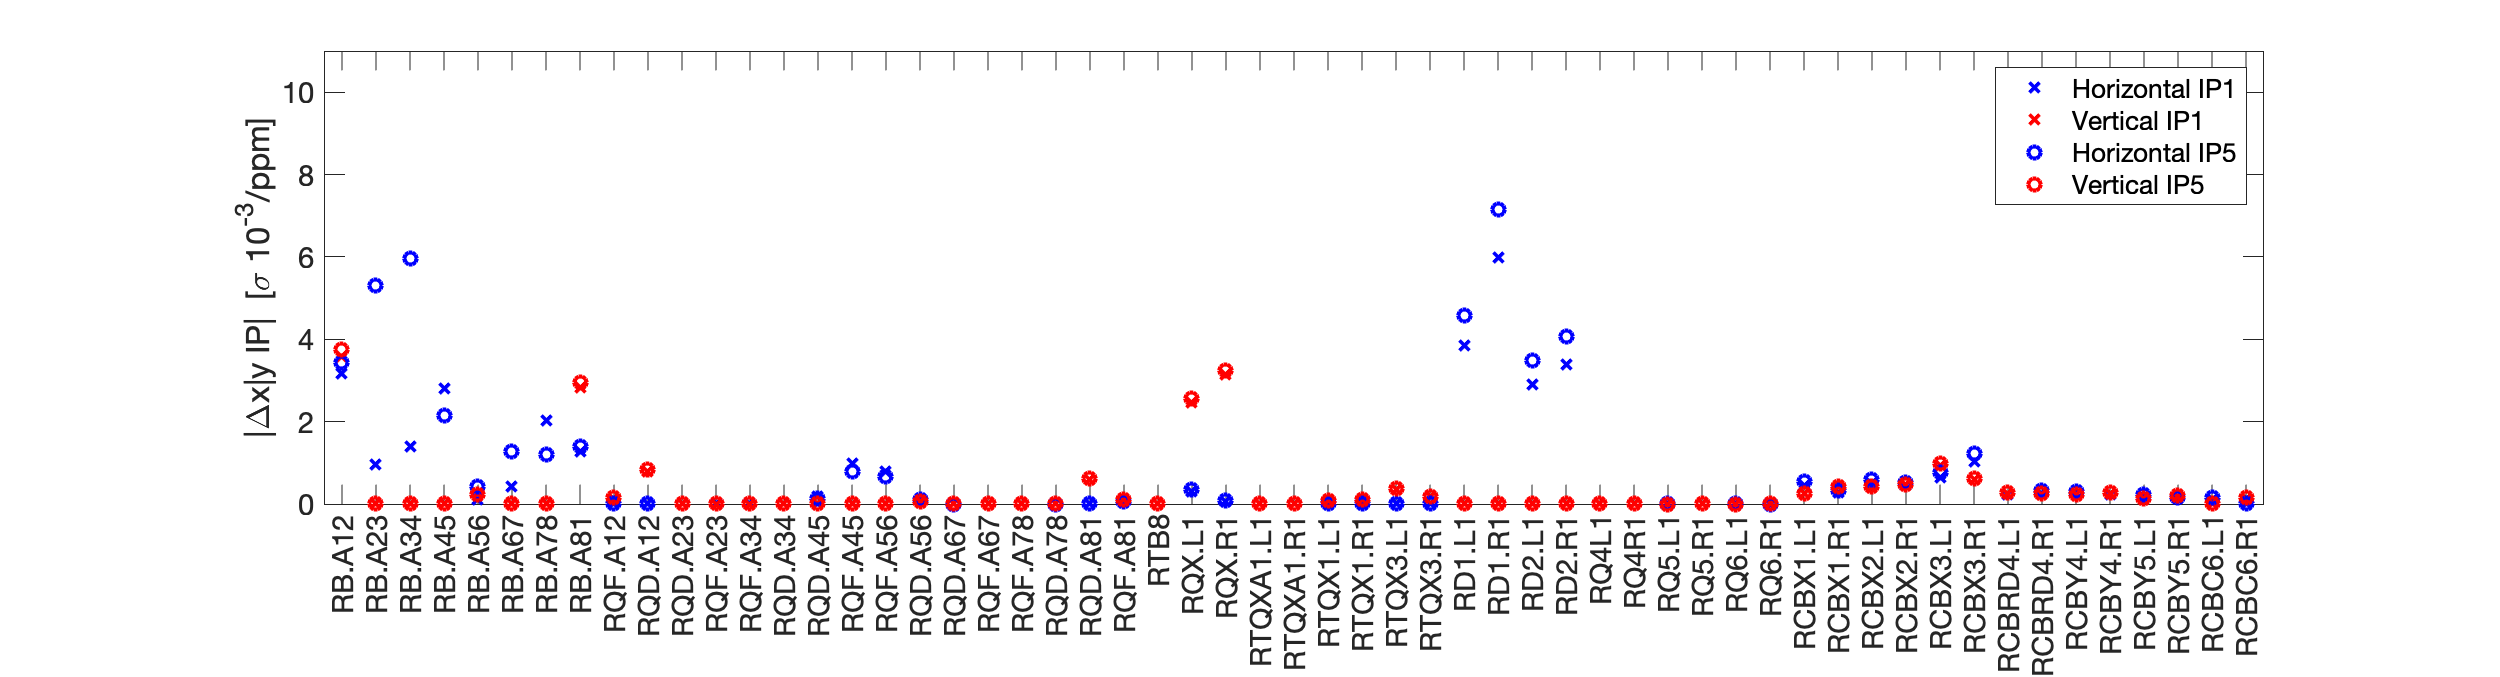 |Δx|y IP| [σ 10⁻³/ppm]
10
8
6
4
2
0
Horizontal IP1
Vertical IP1
Horizontal IP5
Vertical IP5
RB.A12
RB.A23
RB.A34
RB.A45
RB.A56
RB.A67
RB.A78
RB.A81
RQF.A12
RQD.A12
RQD.A23
RQF.A23
RQF.A34
RQD.A34
RQD.A45
RQF.A45
RQF.A56
RQD.A56
RQD.A67
RQF.A67
RQF.A78
RQD.A78
RQD.A81
RQF.A81
RTB8
RQX.L1
RQX.R1
RTQXA1.L1
RTQXA1.R1
RTQX1.L1
RTQX1.R1
RTQX3.L1
RTQX3.R1
RD1.L1
RD1.R1
RD2.L1
RD2.R1
RQ4L1
RQ4R1
RQ5.L1
RQ5.R1
RQ6.L1
RQ6.R1
RCBX1.L1
RCBX1.R1
RCBX2.L1
RCBX2.R1
RCBX3.L1
RCBX3.R1
RCBRD4.L1
RCBRD4.R1
RCBY4.L1
RCBY4.R1
RCBY5.L1
RCBY5.R1
RCBC6.L1
RCBC6.R1